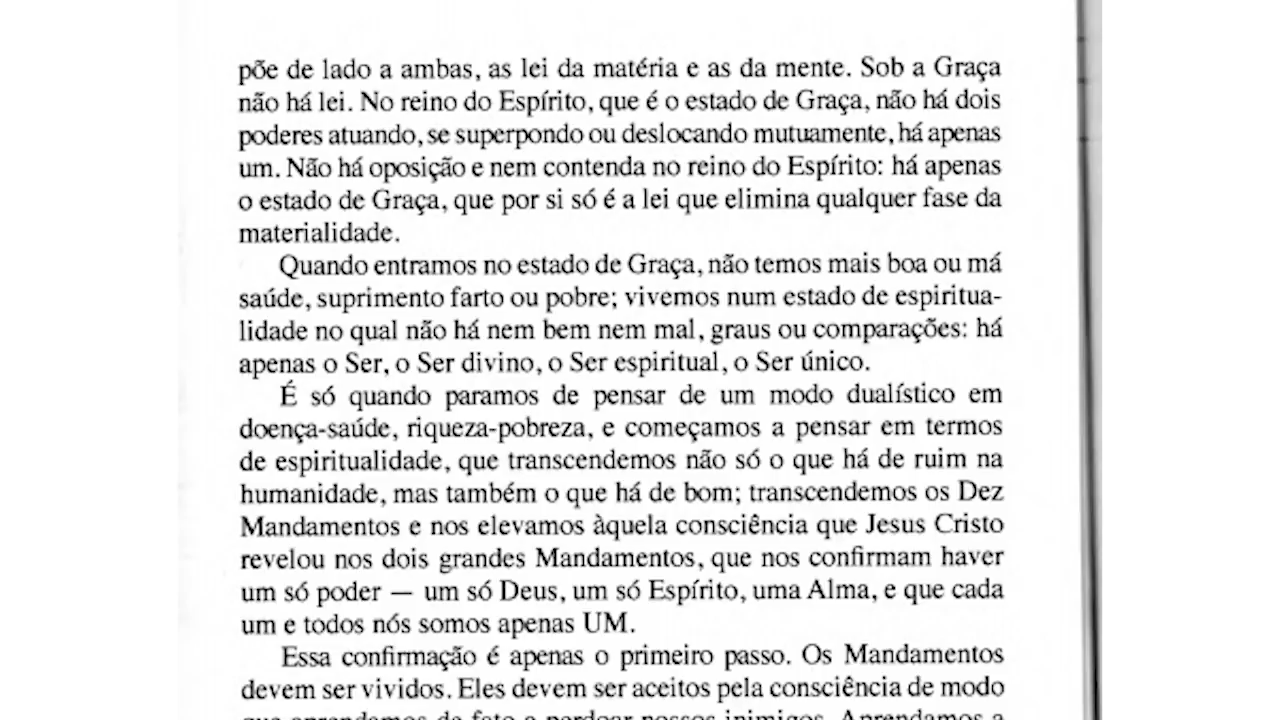 põe de lado a ambas, as lei da matéria e as da mente. Sob a Graça
não há lei. No reino do Espírito, que é o estado de Graça, não há dois
poderes atuando, se superpondo ou deslocando mutuamente, há apenas
um. Não há oposição e nem contenda no reino do Espírito: há apenas
o estado de Graça, que por si só é a lei que elimina qualquer fase da
materialidade.
Quando entramos no estado de Graça, não temos mais boa ou má
saúde, suprimento farto ou pobre; vivemos num estado de espiritua-
lidade no qual não há nem bem nem mal, graus ou comparações: há
apenas o Ser, o Ser divino, o Ser espiritual, o Ser único.
É só quando paramos de pensar de um modo dualístico em
doença-saúde, riqueza-pobreza, e começamos a pensar em termos
de espiritualidade, que transcendemos não só o que há de ruim na
humanidade, mas também o que há de bom; transcendemos os Dez
Mandamentos e nos elevamos àquela consciência que Jesus Cristo
revelou nos dois grandes Mandamentos, que nos confirmam haver
um só poder — um só Deus, um só Espírito, uma Alma, e que cada
um e todos nós somos apenas UM.
Essa confirmação é apenas o primeiro passo. Os Mandamentos
devem ser vividos. Eles devem ser aceitos pela consciência de modo
que aprendamos de fato a perdoar nossos inimigos. Aprendamos a